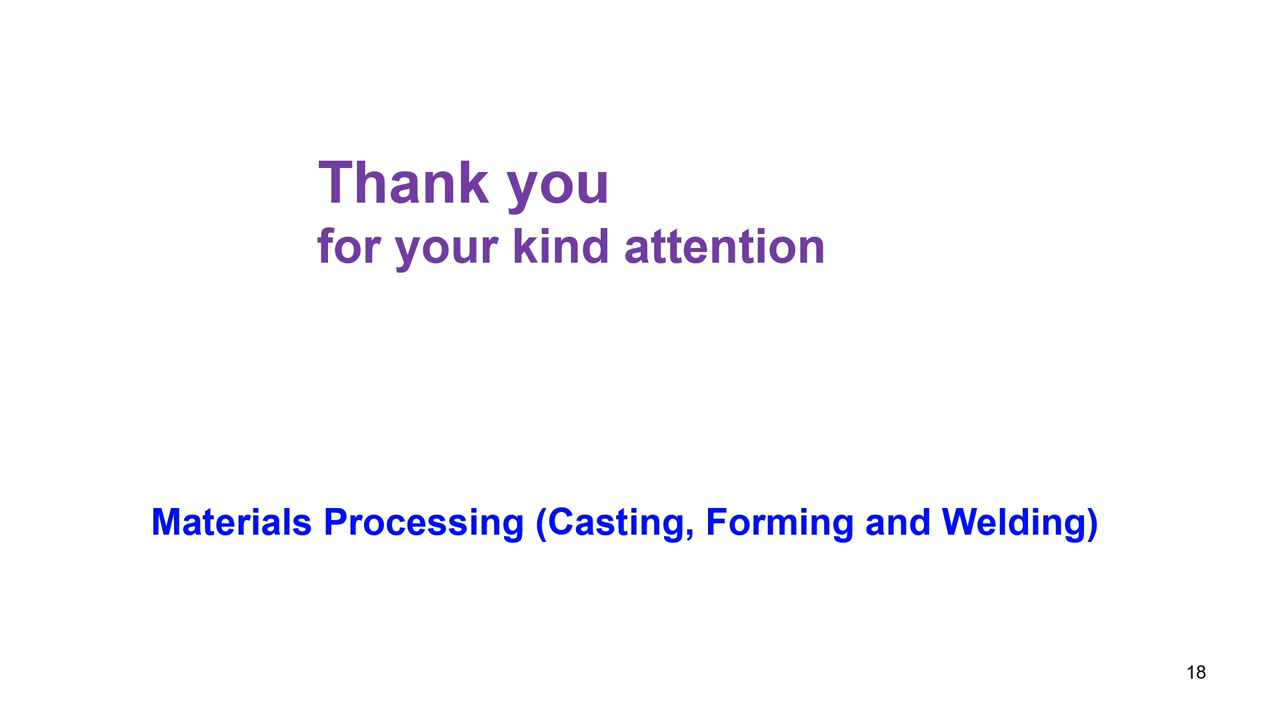 Thank you
for your kind attention
Materials Processing (Casting, Forming and Welding)
18